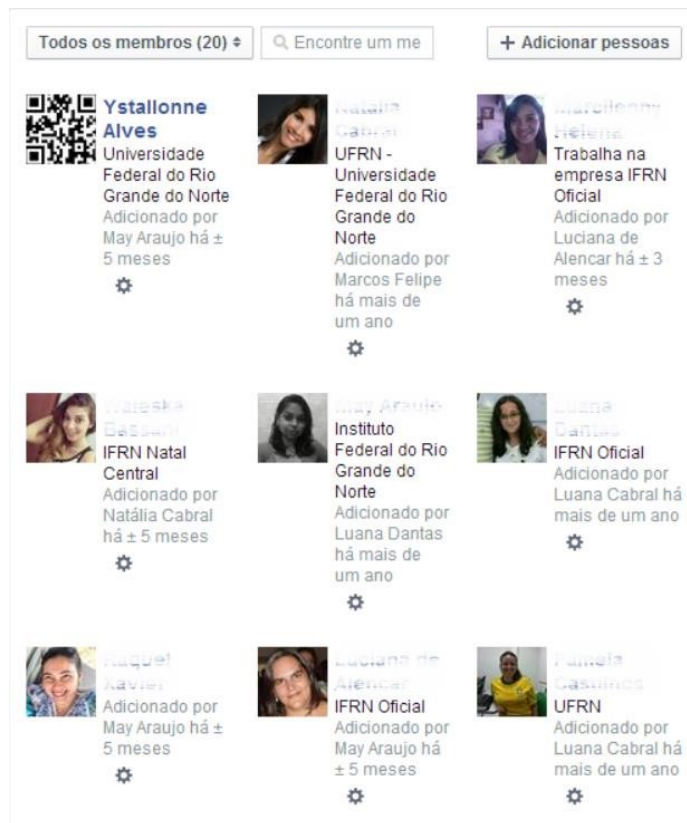 Todos os membros (20)
Encontre um me
+ Adicionar pessoas
Ystallonne
Alves
Universidade
Federal do Rio
Grande do Norte
Adicionado por
May Araujo há ±
5 meses
UFRN -
Universidade
Federal do Rio
Grande do
Norte
Adicionado por
Marcos Felipe
há mais de
um ano
Trabalha na
empresa IFRN
Oficial
Adicionado por
Luciana de
Alencar há ± 3
meses
IFRN Natal
Central
Adicionado por
Natália Cabral
há ± 5 meses
Instituto
Federal do Rio
Grande do
Norte
Adicionado por
Luana Dantas
há mais de
um ano
IFRN Oficial
Adicionado por
Luana Cabral há
mais de um ano
Adicionado por
May Araujo há ±
5 meses
IFRN Oficial
Adicionado por
May Araujo há
± 5 meses
UFRN
Adicionado por
Luana Cabral há
mais de um ano